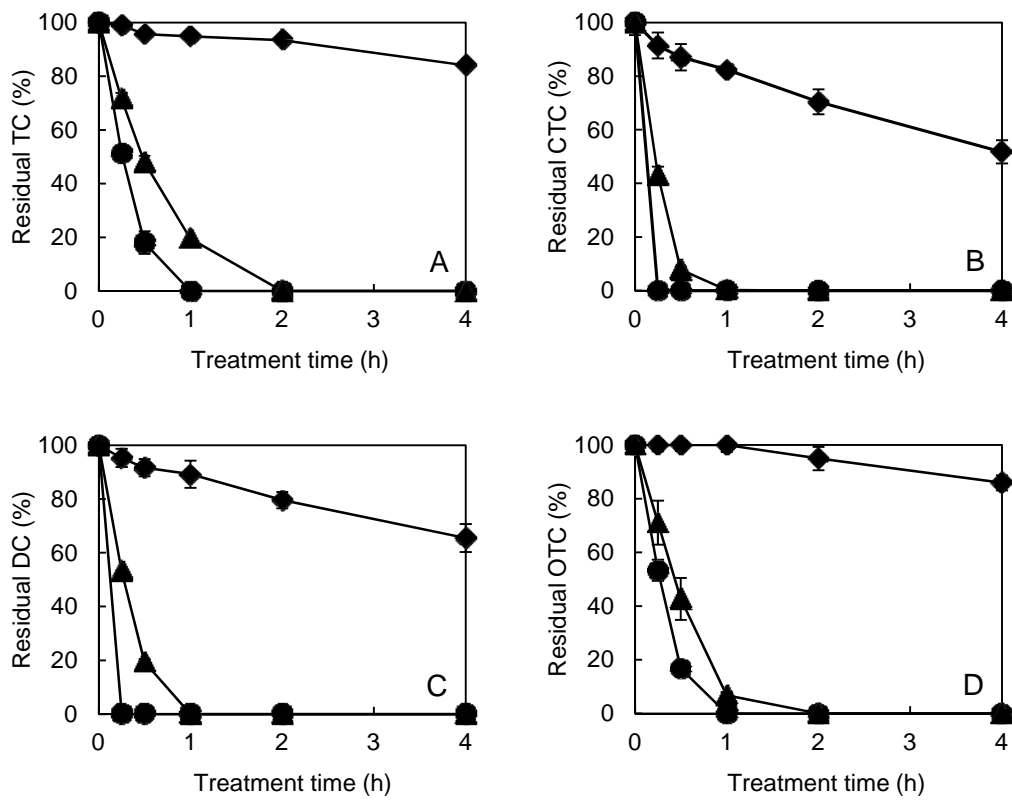 100
80
60
40
20
0
Residual TC (%)
A
0 1 2 3 4
Treatment time (h)
100
80
60
40
20
0
Residual CTC (%)
B
0 1 2 3 4
Treatment time (h)
100
80
60
40
20
0
Residual DC (%)
C
0 1 2 3 4
Treatment time (h)
100
80
60
40
20
0
Residual OTC (%)
D
0 1 2 3 4
Treatment time (h)